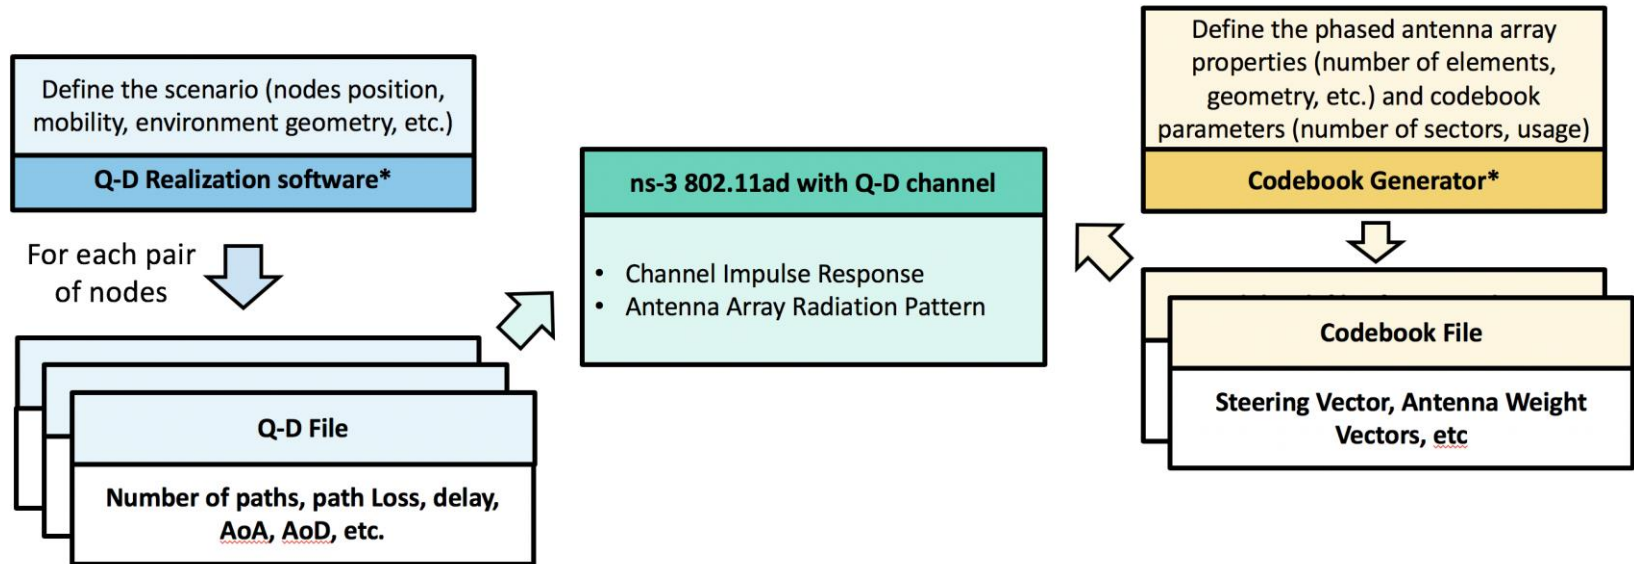 Define the scenario (nodes position,
mobility, environment geometry, etc.)
Q-D Realization software*
For each pair
of nodes
Q-D File
Number of paths, path Loss, delay,
AoA, AoD, etc.
ns-3 802.11ad with Q-D channel
• Channel Impulse Response
• Antenna Array Radiation Pattern
Define the phased antenna array
properties (number of elements,
geometry, etc.) and codebook
parameters (number of sectors, usage)
Codebook Generator*
Codebook File
Steering Vector, Antenna Weight
Vectors, etc